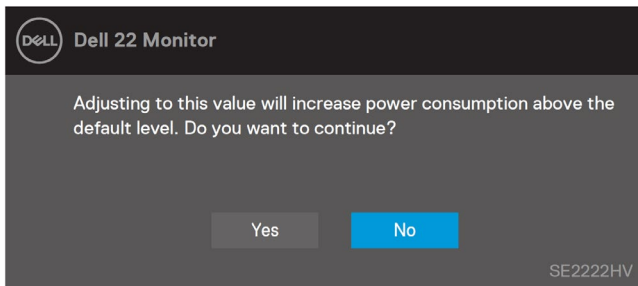 DELL
Dell 22 Monitor
Adjusting to this value will increase power consumption above the
default level. Do you want to continue?
Yes
No
SE2222HV